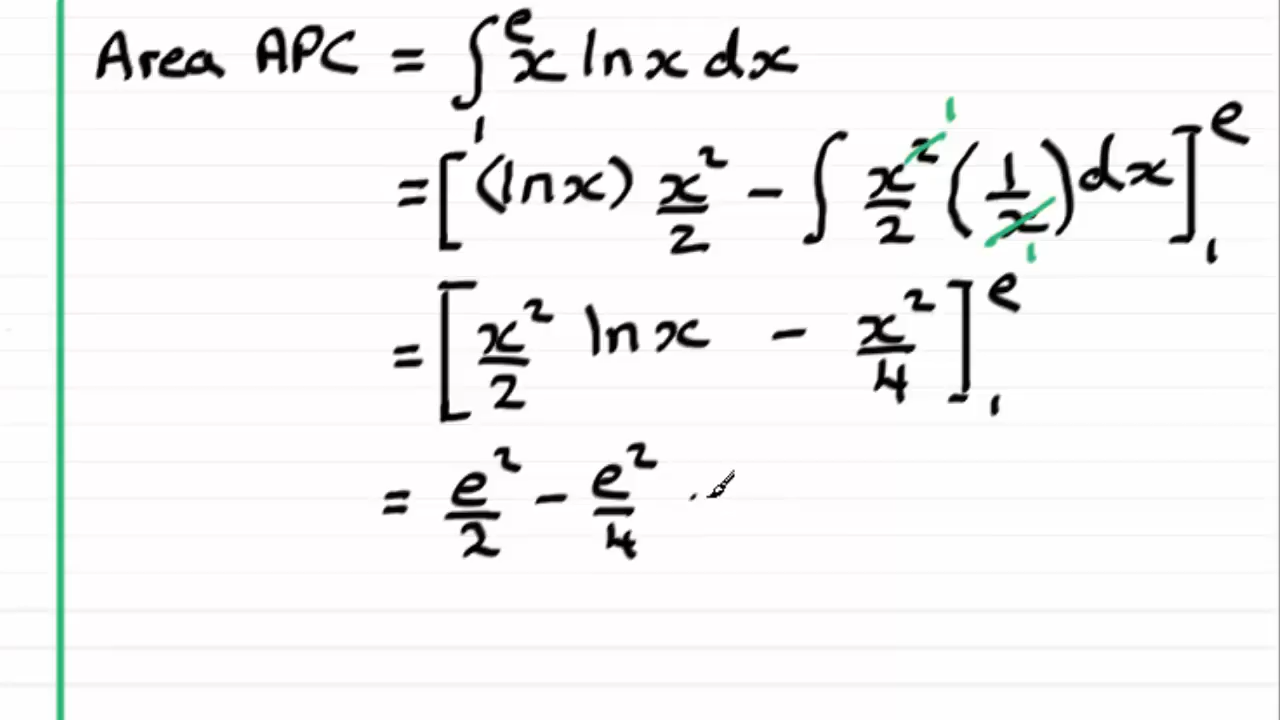 Area APC = ∫₁ᵉ x ln x dx
= [(ln x) x²/2 − ∫ x²/2 (1/x) dx]₁ᵉ
= [x²/2 ln x − x²/4]₁ᵉ
= e²/2 − e²/4